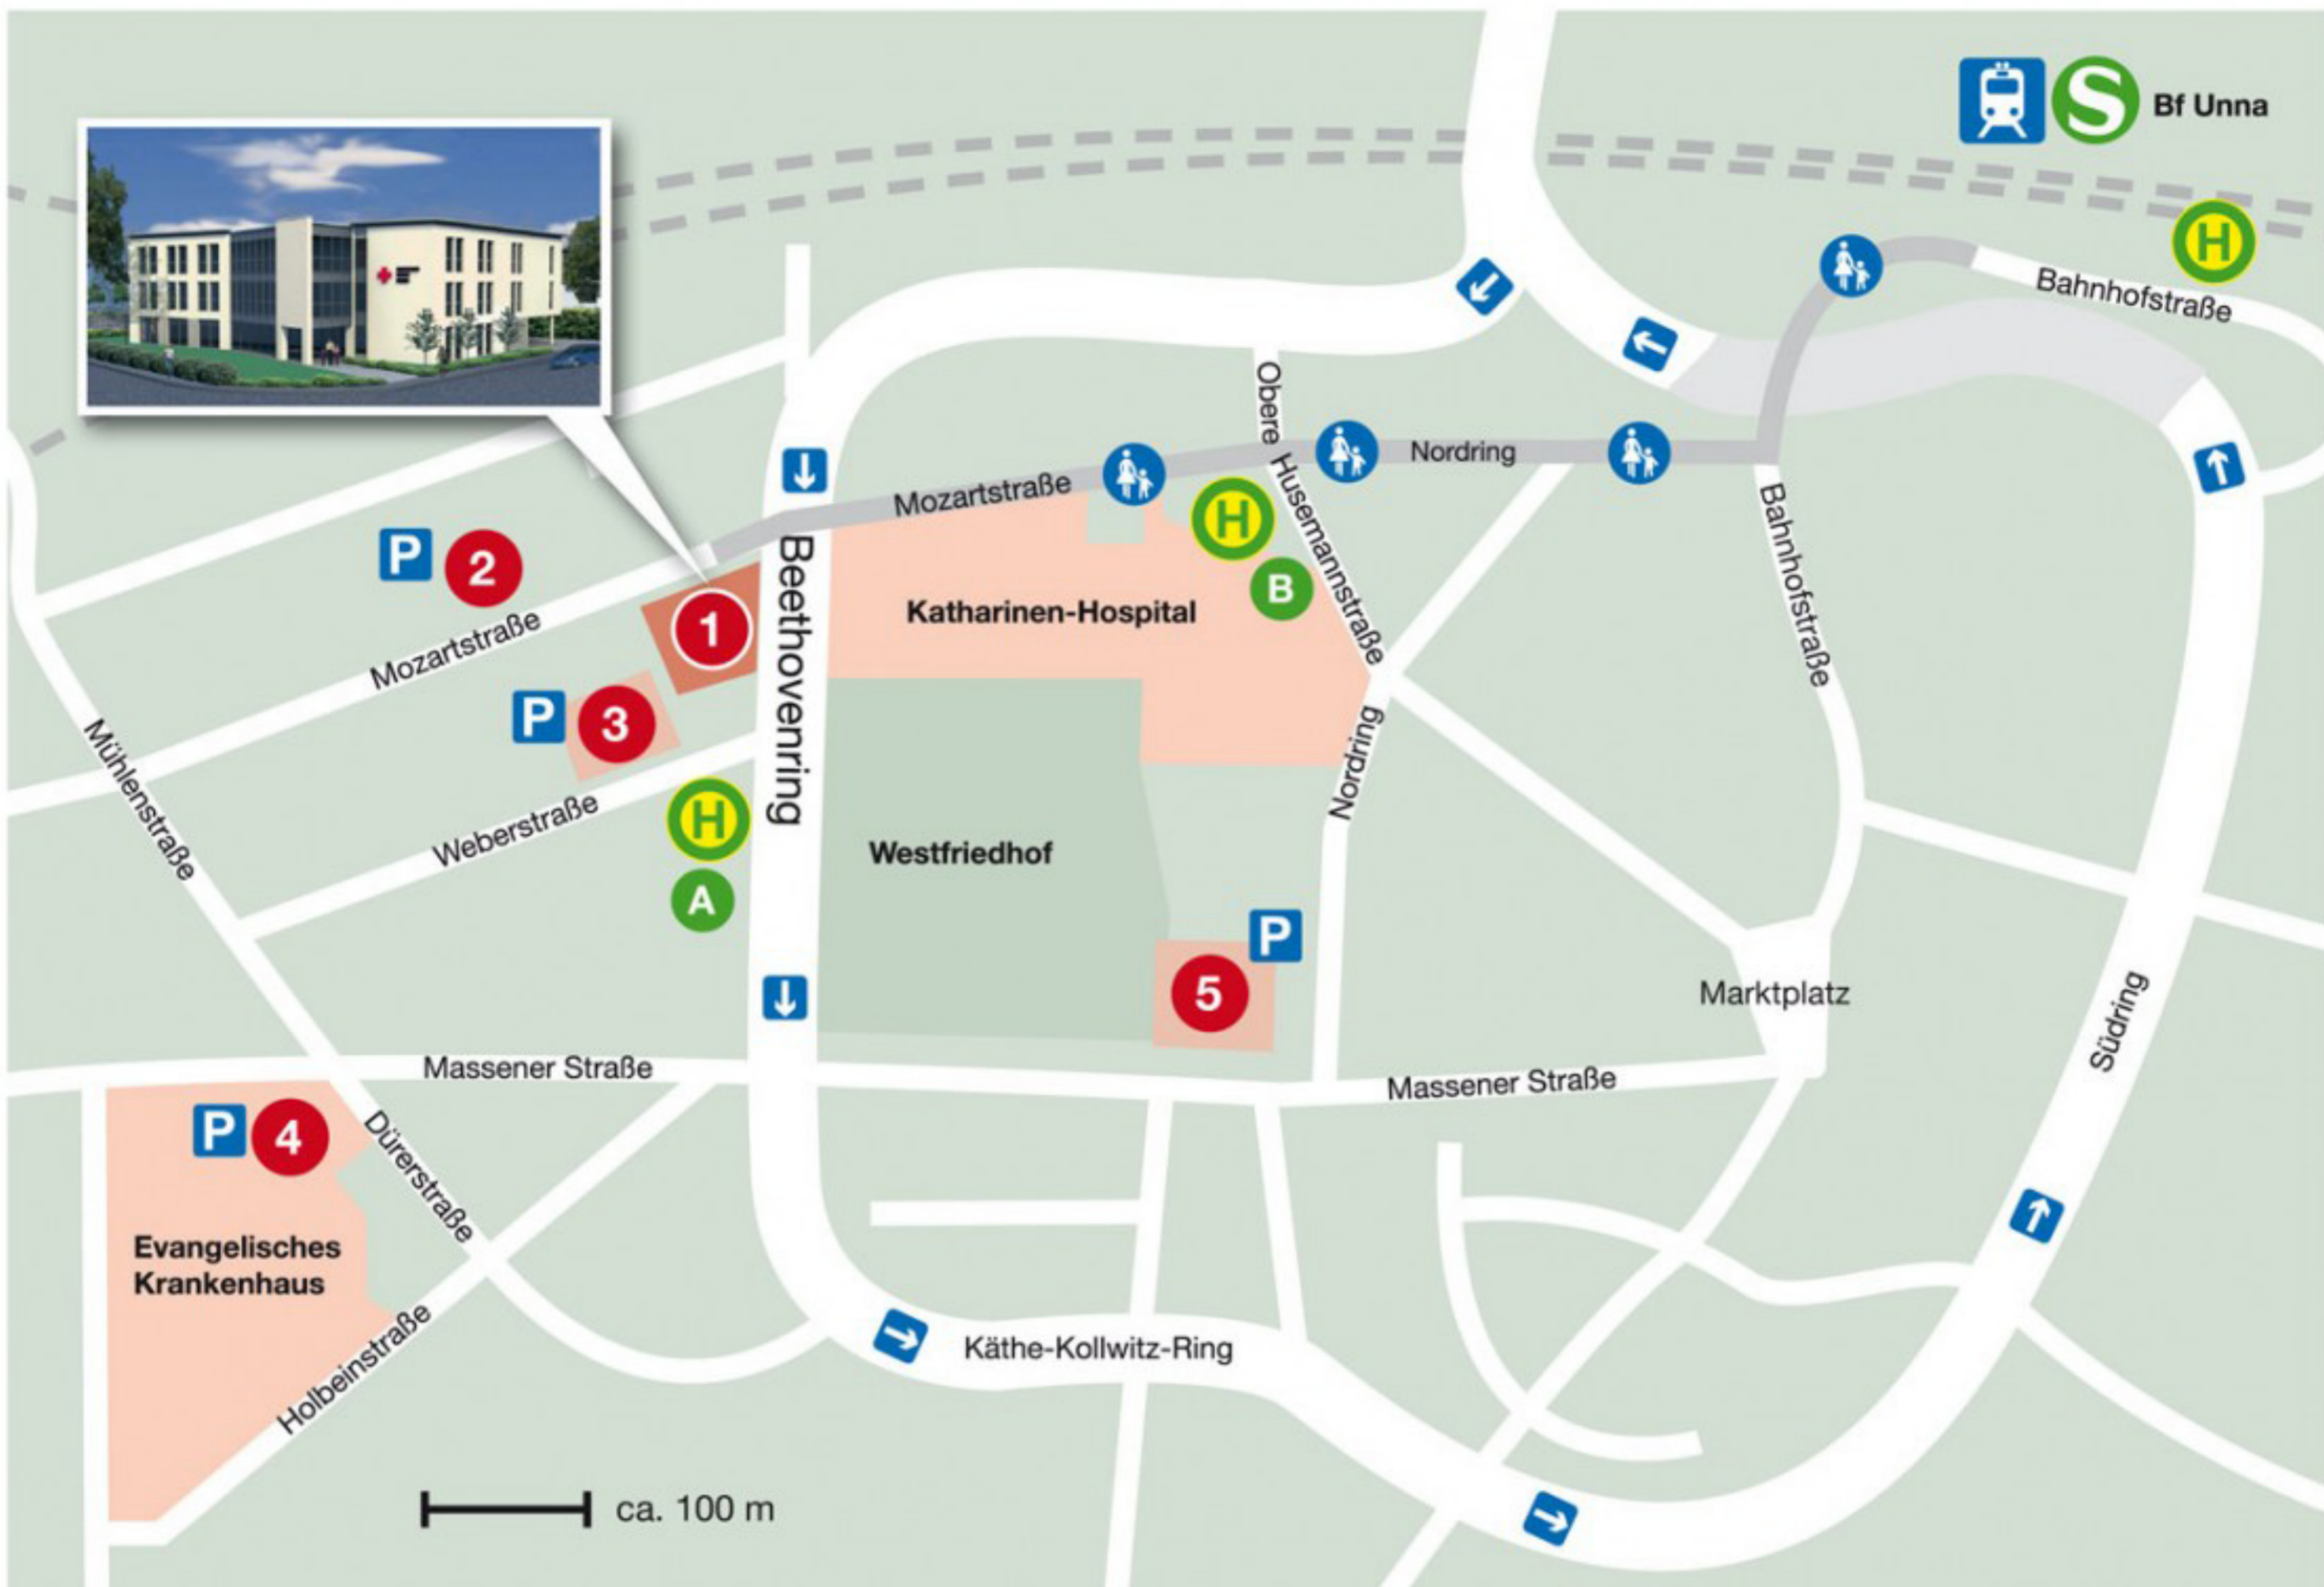 S Bf Unna
H
Bahnhofstraße
Obere Husemannstraße
Nordring
Mozartstraße
H
B
Bahnhofstraße
P 2
Mozartstraße
1
Beethovenring
Katharinen-Hospital
P 3
Nordring
Mühlenstraße
Weberstraße
H
A
Westfriedhof
P
5
Marktplatz
Südring
Massener Straße
Massener Straße
P 4
Dürerstraße
Evangelisches
Krankenhaus
Holbeinstraße
Käthe-Kollwitz-Ring
ca. 100 m